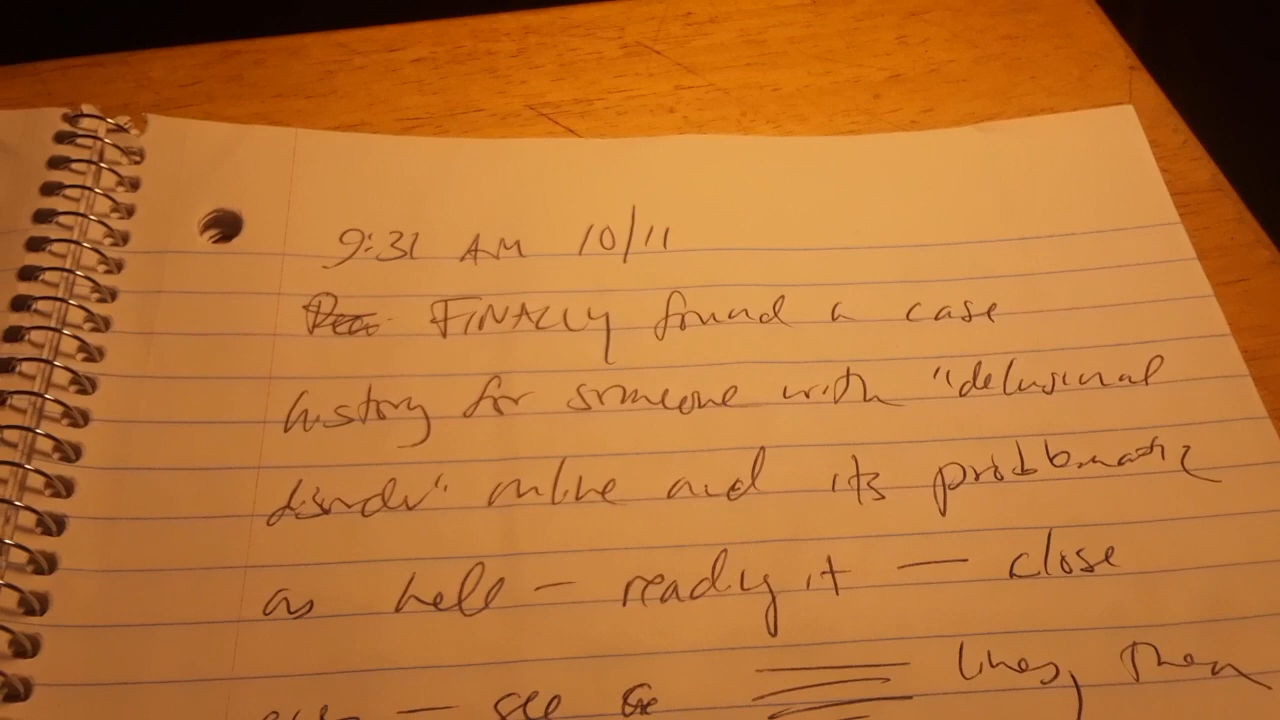 9:31 AM 10/11
FINALLY found a case
history for someone with "delusional
disorder" online and its problematic
as hell — reading it — close
— see lines, then